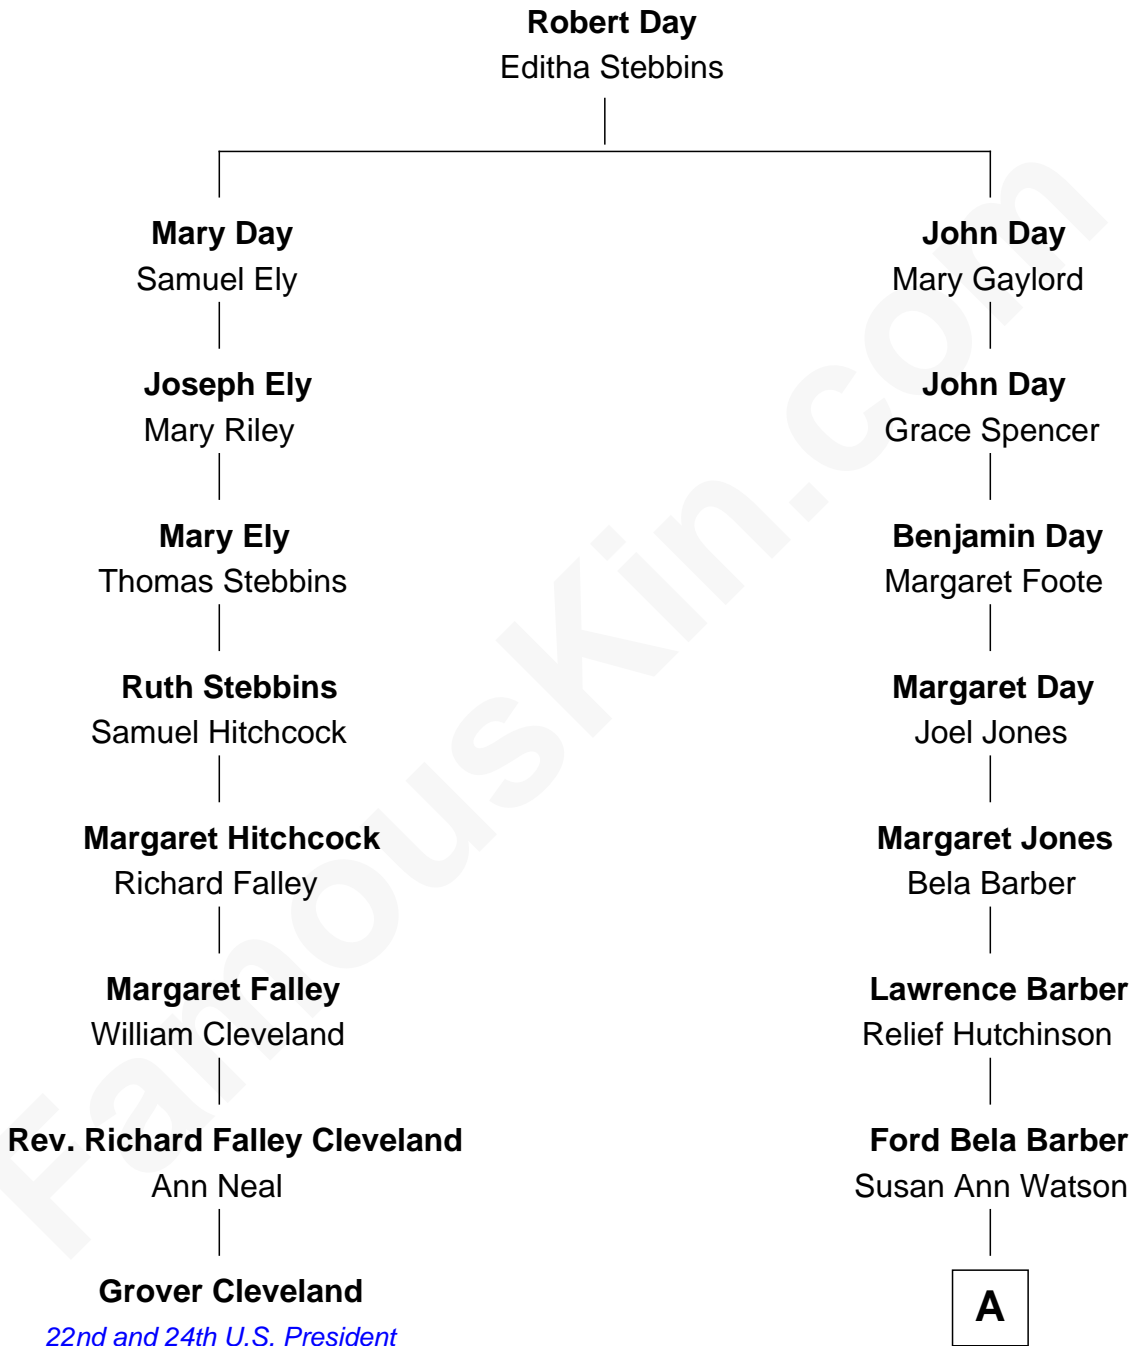 Robert Day
Editha Stebbins
Mary Day
Samuel Ely
John Day
Mary Gaylord
Joseph Ely
Mary Riley
John Day
Grace Spencer
Mary Ely
Thomas Stebbins
Benjamin Day
Margaret Foote
Ruth Stebbins
Samuel Hitchcock
Margaret Day
Joel Jones
Margaret Hitchcock
Richard Falley
Margaret Jones
Bela Barber
Margaret Falley
William Cleveland
Lawrence Barber
Relief Hutchinson
Rev. Richard Falley Cleveland
Ann Neal
Ford Bela Barber
Susan Ann Watson
Grover Cleveland
22nd and 24th U.S. President
A
FamousKin.com